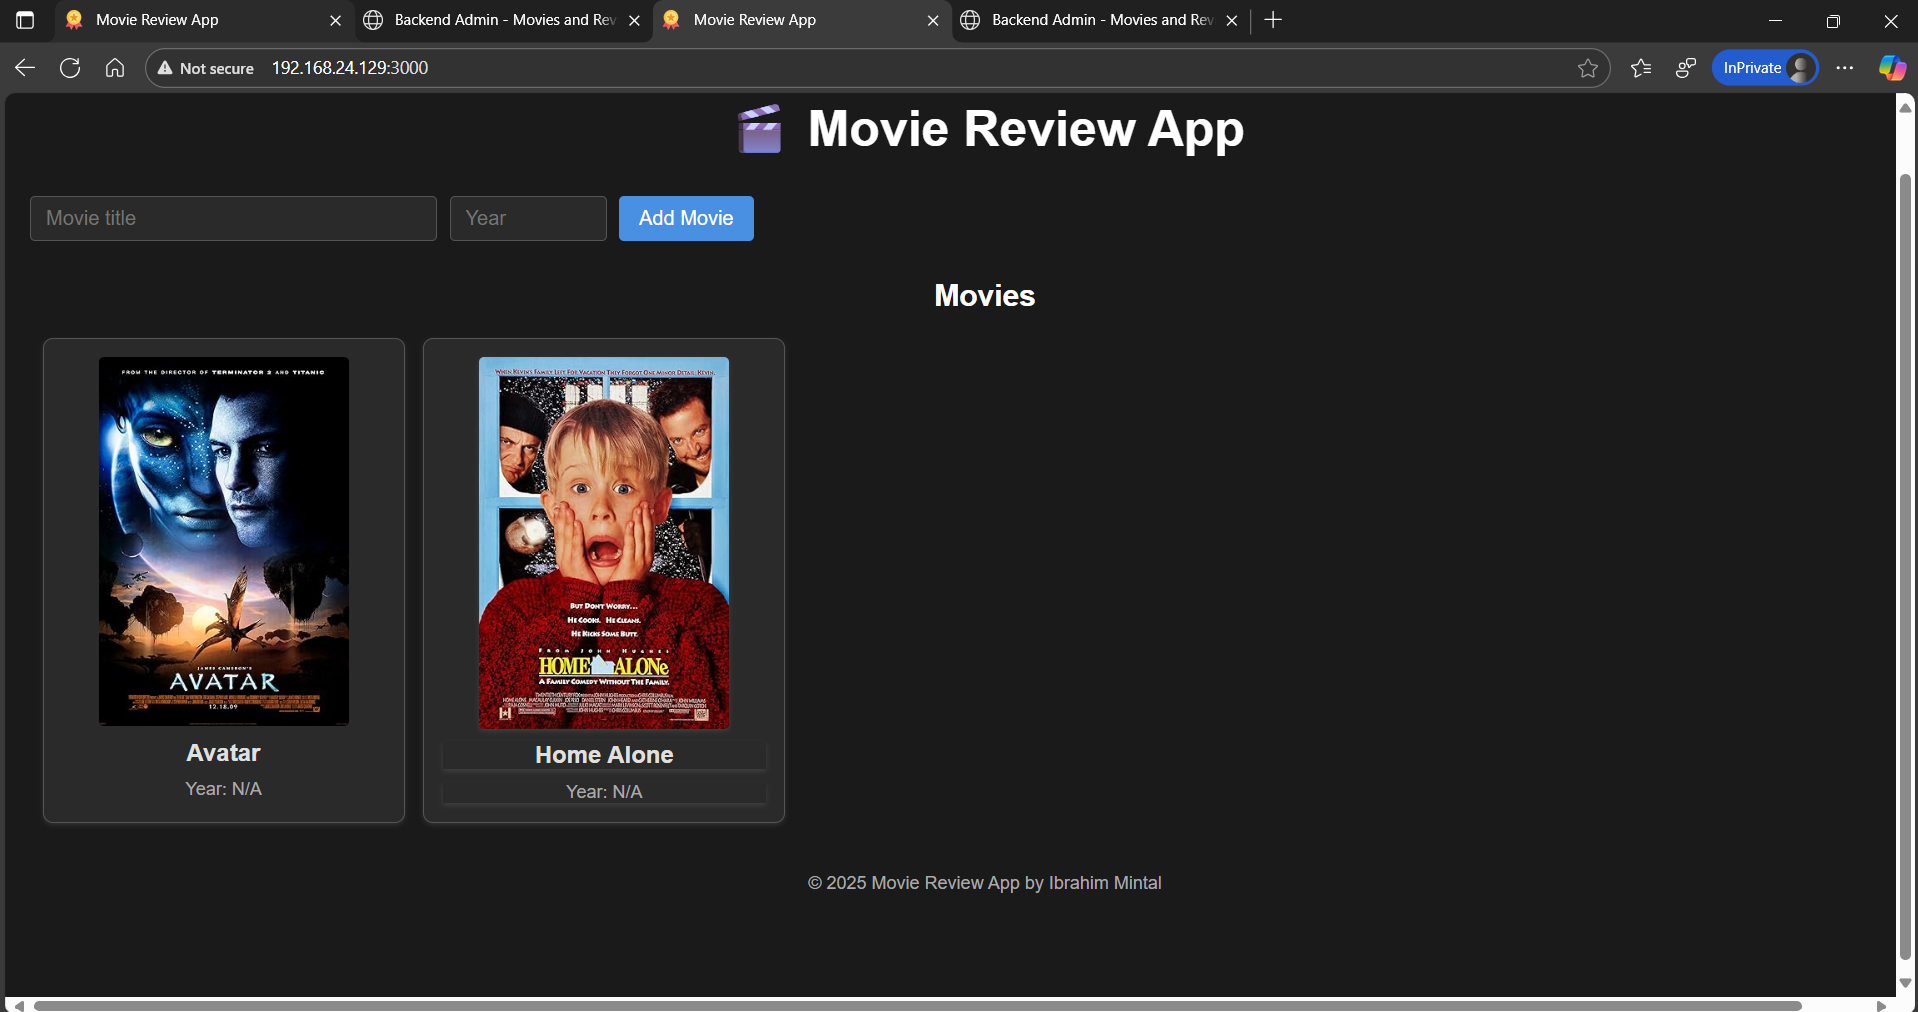 Movie Review App
Backend Admin - Movies and Rev
Movie Review App
Backend Admin - Movies and Rev
Not secure 192.168.24.129:3000
InPrivate
Movie Review App
Movie title
Year
Add Movie
Movies
FROM THE DIRECTOR OF TERMINATOR 2 AND TITANIC
JAMES CAMERON'S
AVATAR
12.18.09
Avatar
Year: N/A
WHEN KEVIN'S FAMILY LEFT FOR VACATION THEY FORGOT ONE MINOR DETAIL: KEVIN.
BUT DON'T WORRY...
HE COOKS. HE CLEANS.
HE KICKS SOME BUTT.
FROM JOHN HUGHES
HOME ALONe
A FAMILY COMEDY WITHOUT THE FAMILY.
Home Alone
Year: N/A
© 2025 Movie Review App by Ibrahim Mintal